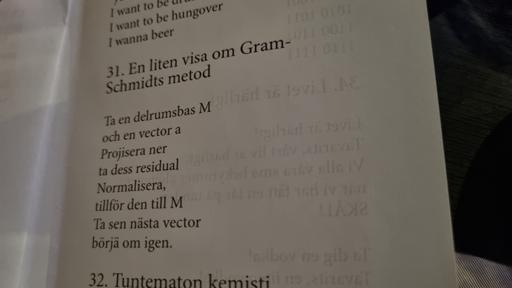 I want to be
I want to be hungover
I wanna beer
31. En liten visa om Gram-
Schmidts metod
Ta en delrumsbas M
och en vector a
Projisera ner
ta dess residual
Normalisera,
tillför den till M
Ta sen nästa vector
börja om igen.
32. Tuntematon kemisti